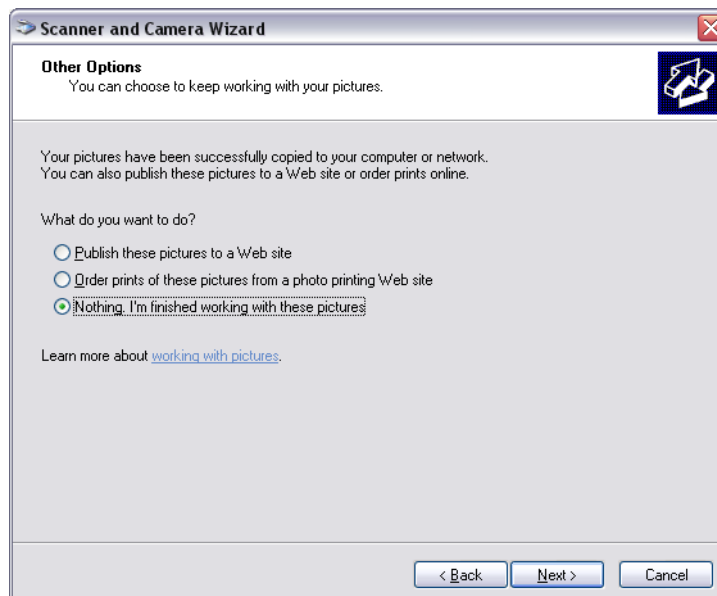 Scanner and Camera Wizard
Other Options
You can choose to keep working with your pictures.
Your pictures have been successfully copied to your computer or network.
You can also publish these pictures to a Web site or order prints online.
What do you want to do?
Publish these pictures to a Web site
Order prints of these pictures from a photo printing Web site
Nothing. I'm finished working with these pictures
Learn more about working with pictures.
< Back Next > Cancel